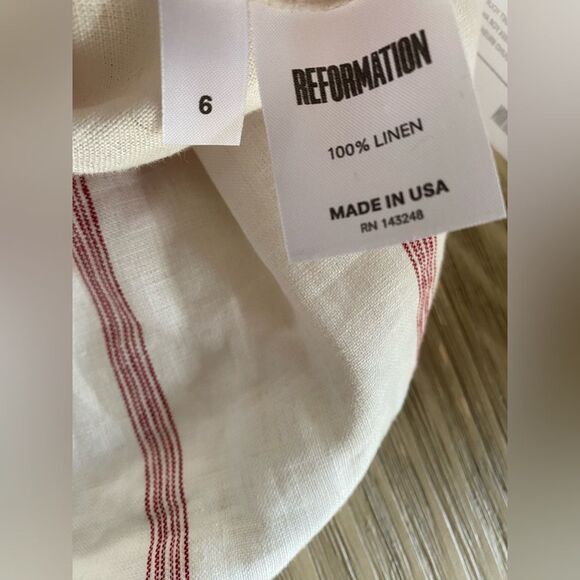 6
REFORMATION
100% LINEN
MADE IN USA
RN 143248